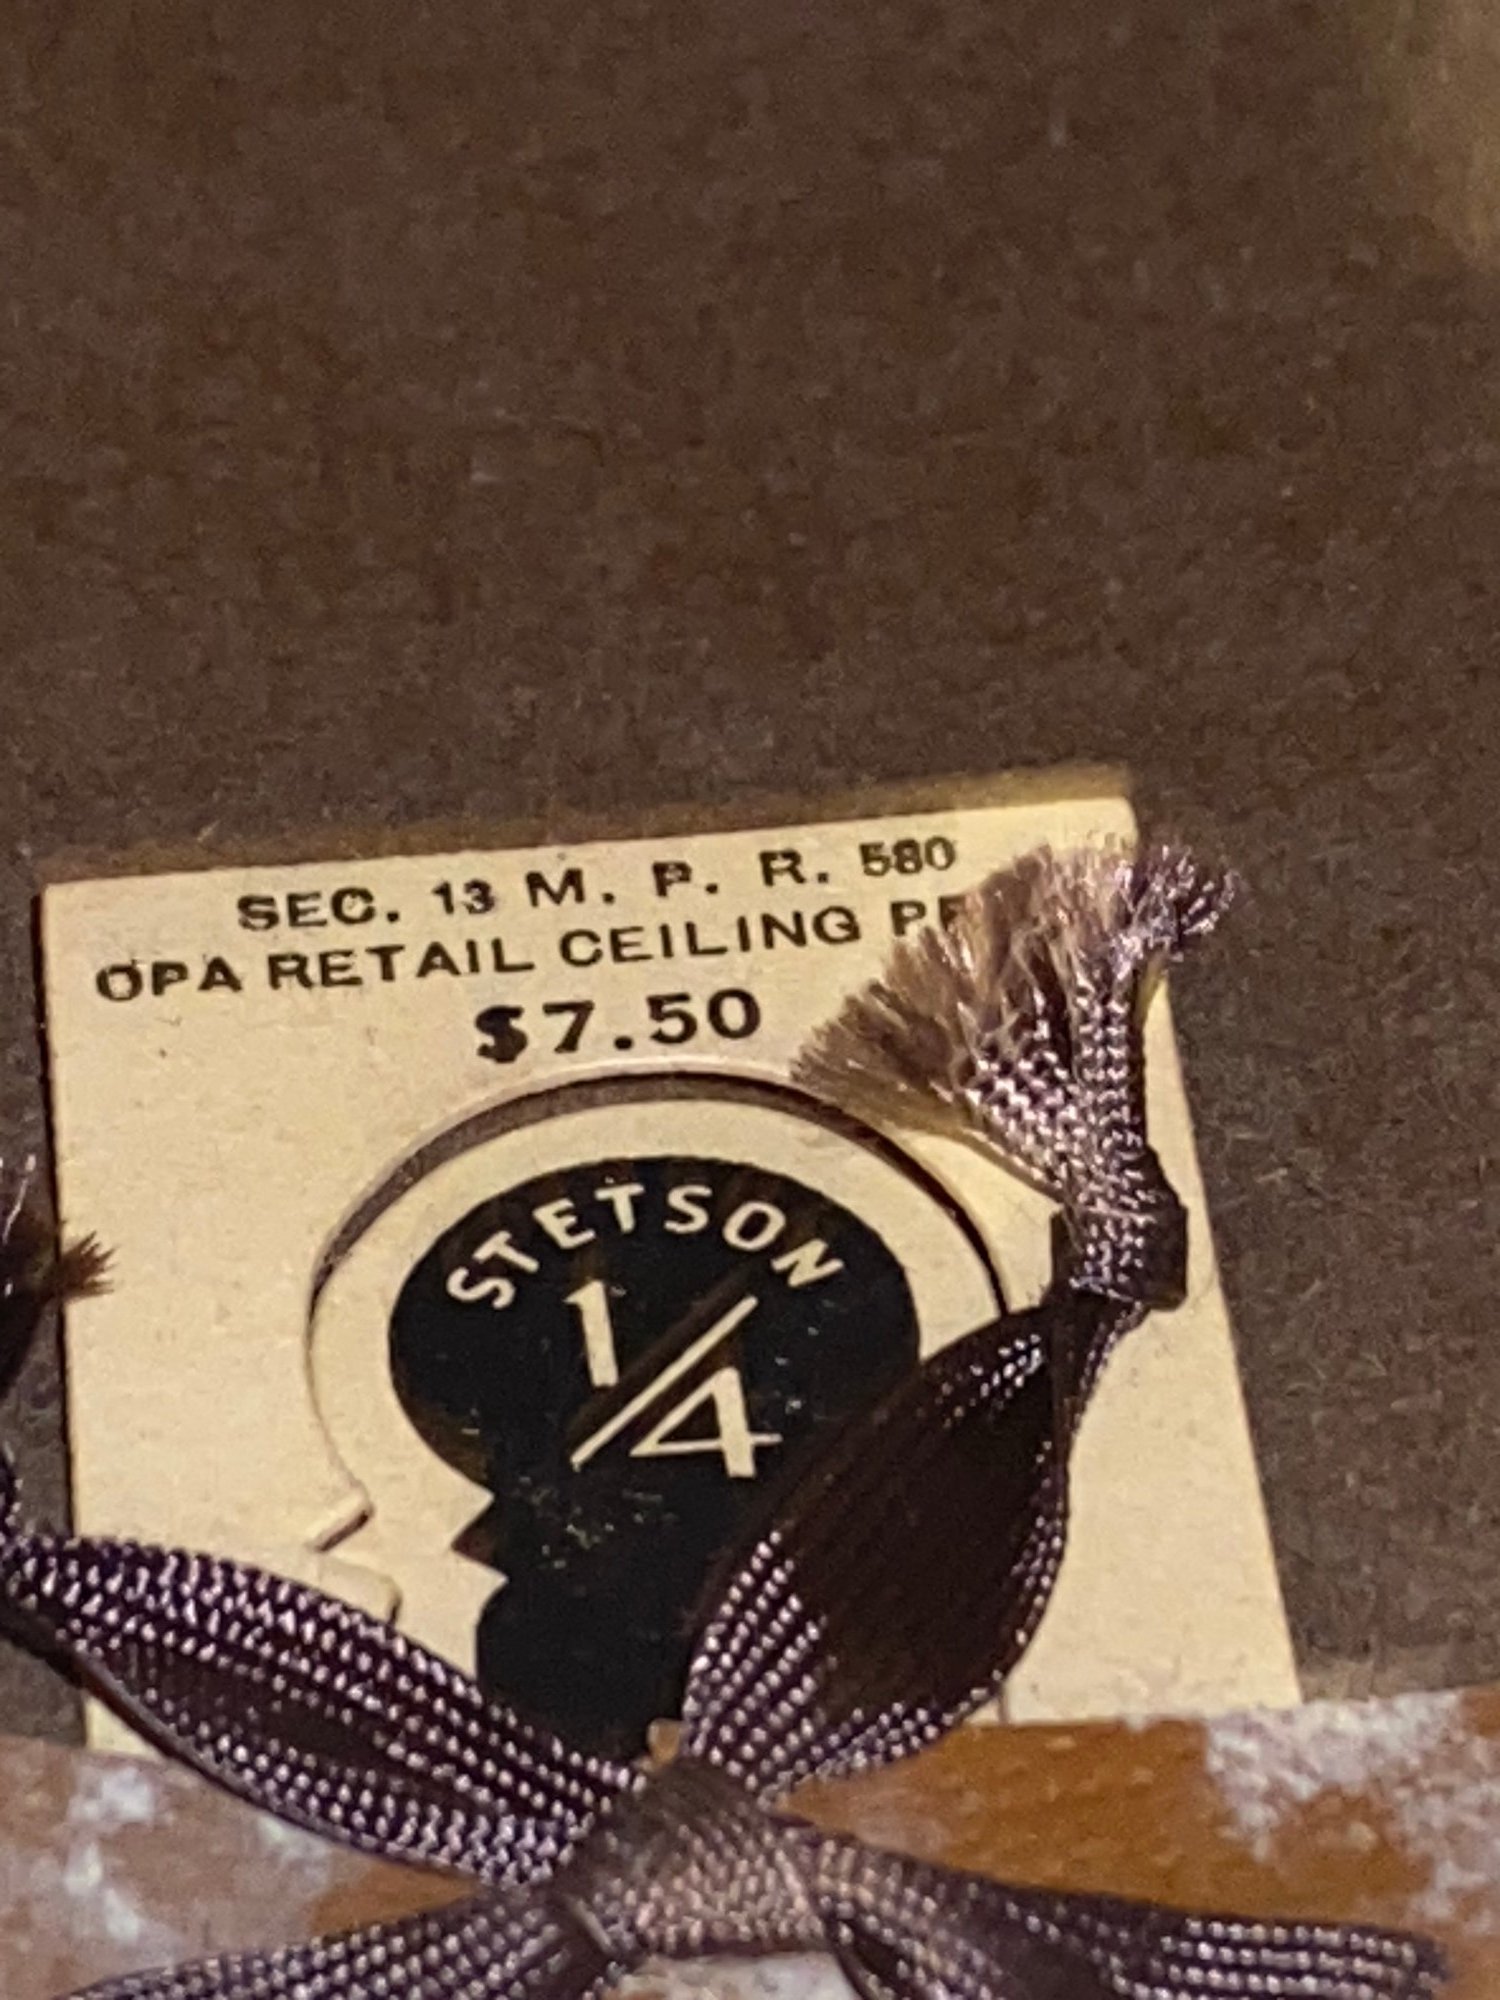 SEC. 13 M. P. R. 580
OPA RETAIL CEILING
$7.50
STETSON
1/4